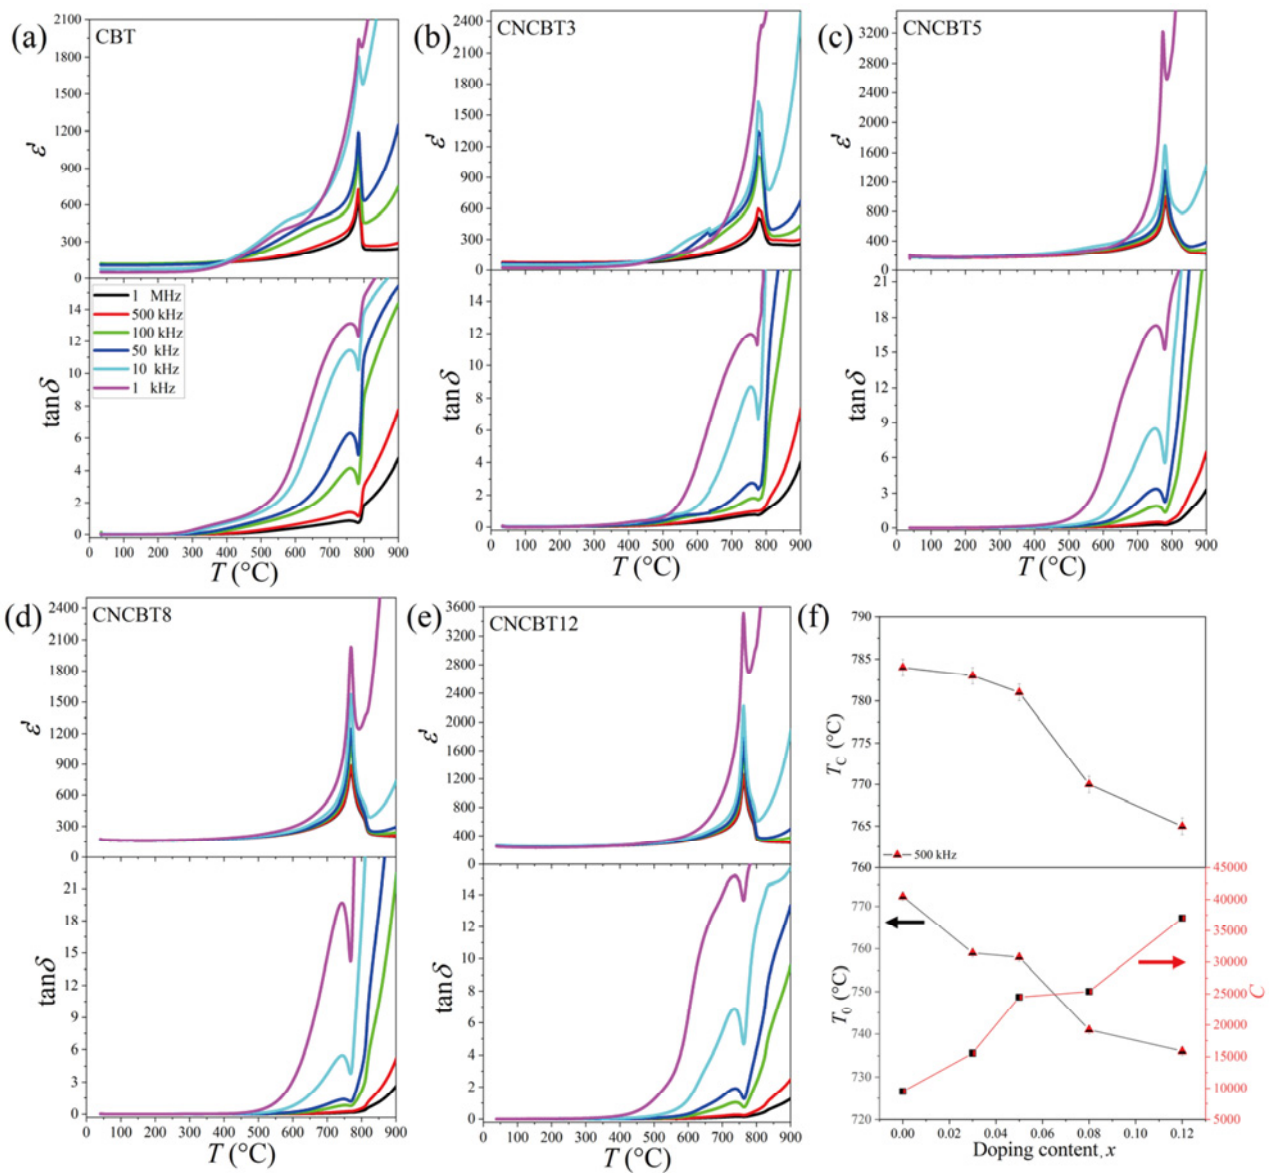 (a)
CBT
2100
1800
1500
1200
900
600
300
0
ε'
1 MHz
500 kHz
100 kHz
50 kHz
10 kHz
1 kHz
14
12
10
8
6
4
2
0
tanδ
0 100 200 300 400 500 600 700 800 900
T (°C)
(b)
CNCBT3
2400
2100
1800
1500
1200
900
600
300
0
ε'
14
12
10
8
6
4
2
0
tanδ
0 100 200 300 400 500 600 700 800 900
T (°C)
(c)
CNCBT5
3200
2800
2400
2000
1600
1200
800
400
0
ε'
21
18
15
12
9
6
3
0
tanδ
0 100 200 300 400 500 600 700 800 900
T (°C)
(d)
CNCBT8
2400
2100
1800
1500
1200
900
600
300
0
ε'
21
18
15
12
9
6
3
0
tanδ
0 100 200 300 400 500 600 700 800 900
T (°C)
(e)
CNCBT12
3600
3200
2800
2400
2000
1600
1200
800
400
0
ε'
14
12
10
8
6
4
2
0
tanδ
0 100 200 300 400 500 600 700 800 900
T (°C)
(f)
790
785
780
775
770
765
760
T_C (°C)
500 kHz
770
760
750
740
730
720
T_0 (°C)
45000
40000
35000
30000
25000
20000
15000
10000
5000
C
0.00 0.02 0.04 0.06 0.08 0.10 0.12
Doping content, x